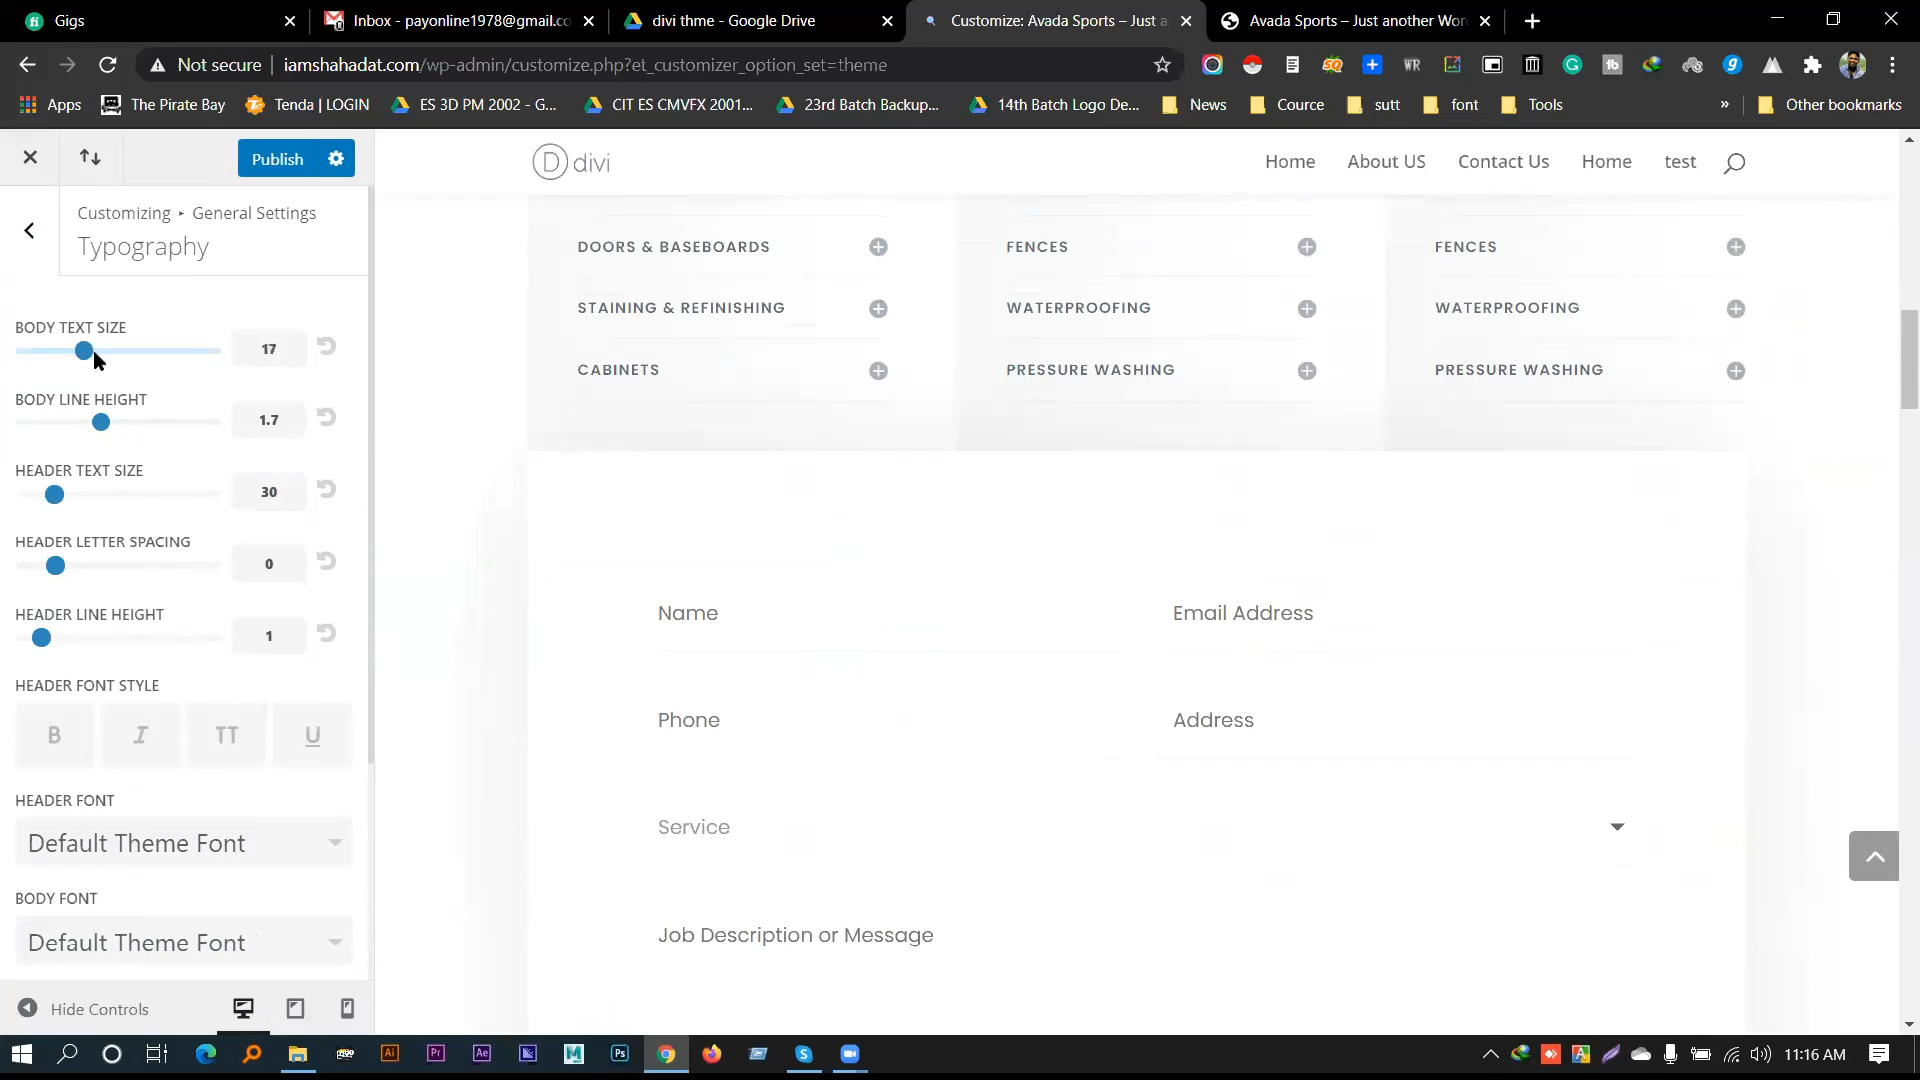 Gigs
Inbox - payonline1978@gmail.co
divi thme - Google Drive
Customize: Avada Sports – Just a
Avada Sports – Just another Wor
Not secure | iamshahadat.com/wp-admin/customize.php?et_customizer_option_set=theme
Apps The Pirate Bay Tenda | LOGIN ES 3D PM 2002 - G... CIT ES CMVFX 2001... 23rd Batch Backup... 14th Batch Logo De... News Cource sutt font Tools » Other bookmarks
Publish
Customizing ▸ General Settings
Typography
BODY TEXT SIZE
17
BODY LINE HEIGHT
1.7
HEADER TEXT SIZE
30
HEADER LETTER SPACING
0
HEADER LINE HEIGHT
1
HEADER FONT STYLE
B I TT U
HEADER FONT
Default Theme Font
BODY FONT
Default Theme Font
Hide Controls
D divi
Home About US Contact Us Home test
DOORS & BASEBOARDS FENCES FENCES
STAINING & REFINISHING WATERPROOFING WATERPROOFING
CABINETS PRESSURE WASHING PRESSURE WASHING
Name Email Address
Phone Address
Service
Job Description or Message
11:16 AM